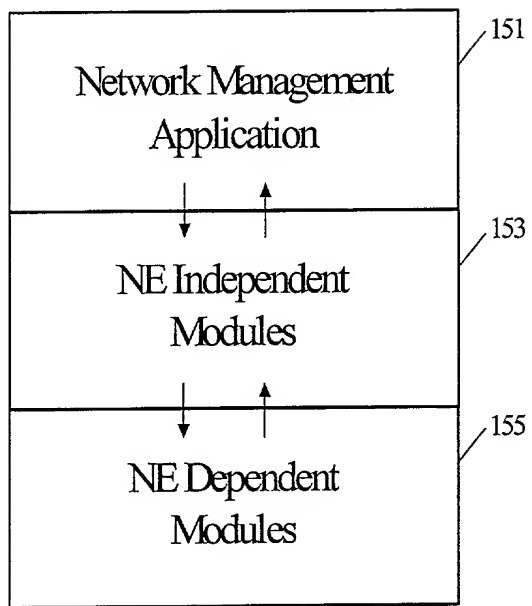 151
Network Management
Application
153
NE Independent
Modules
155
NE Dependent
Modules